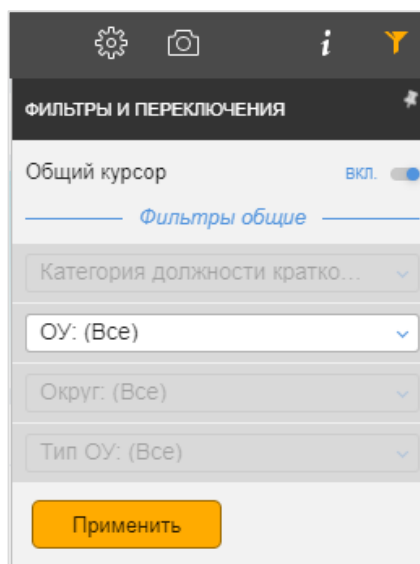 ФИЛЬТРЫ И ПЕРЕКЛЮЧЕНИЯ
Общий курсор ВКЛ.
Фильтры общие
Категория должности кратко...
ОУ: (Все)
Округ: (Все)
Тип ОУ: (Все)
Применить